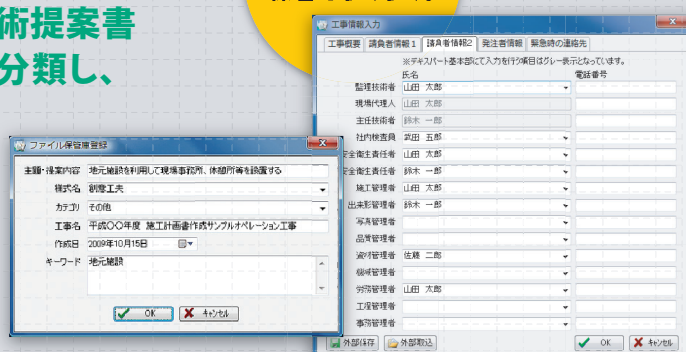 術提案書
分類し、
工事情報入力
工事概要 請負者情報1 請負者情報2 発注者情報 緊急時の連絡先
※デキスパート基本部にて入力を行う項目はグレー表示となっています。
氏名 電話番号
監理技術者 山田 太郎
現場代理人 山田 太郎
主任技術者 鈴木 一郎
社内検査員 武田 五郎
安全衛生責任者 山田 太郎
安全衛生責任者 鈴木 一郎
施工管理者 山田 太郎
出来形管理者 鈴木 一郎
写真管理者
品質管理者
資材管理者 佐藤 二郎
機械管理者
労務管理者 山田 太郎
工程管理者
事務管理者
外部保存 外部取込 OK キャンセル
ファイル保管庫登録
主題・提案内容 地元施設を利用して現場事務所、休憩所等を設置する
様式名 創意工夫
カテゴリ その他
工事名 平成○○年度 施工計画書作成サンプルオペレーション工事
作成日 2009年10月15日
キーワード 地元施設
OK キャンセル